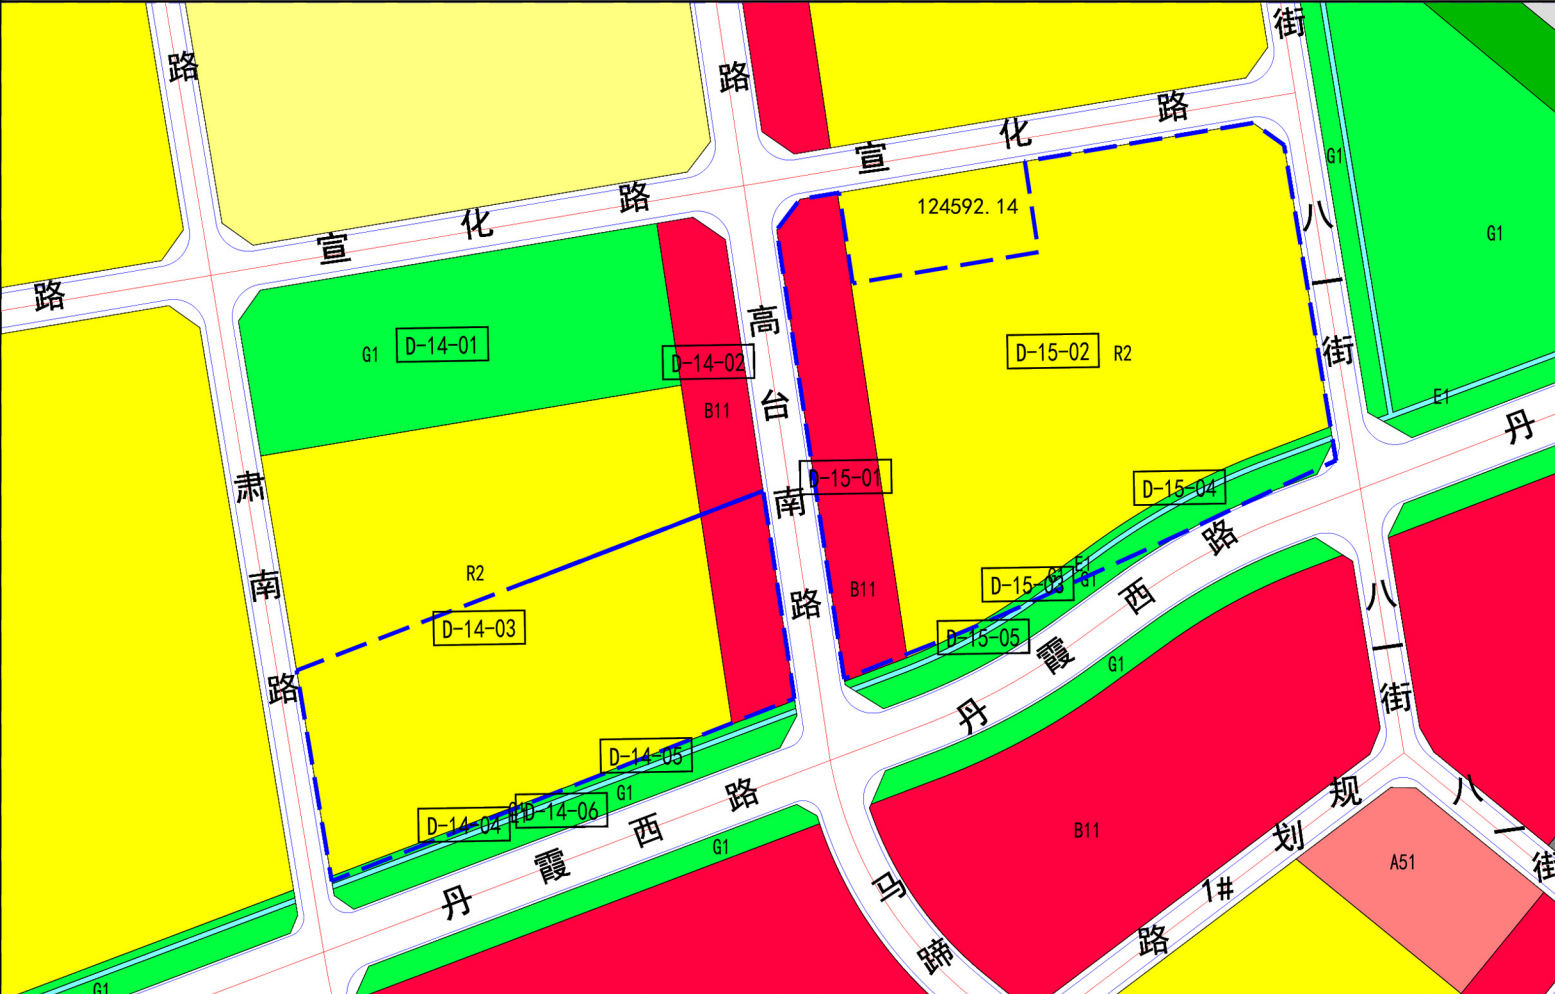 路
路
街
宣化路
宣化路
路
124592.14
G1
G1
八一街
G1
D-14-01
D-14-02
B11
高台南路
D-15-02
R2
E1
丹
肃南路
D-15-01
D-15-04
B11
R2
D-14-03
E1
G1
D-15-03
D-15-05
丹霞西路
G1
八一街
D-14-05
G1
D-14-04
D-14-06
丹霞西路
G1
B11
规划1#路
八一街
A51
马蹄
G1